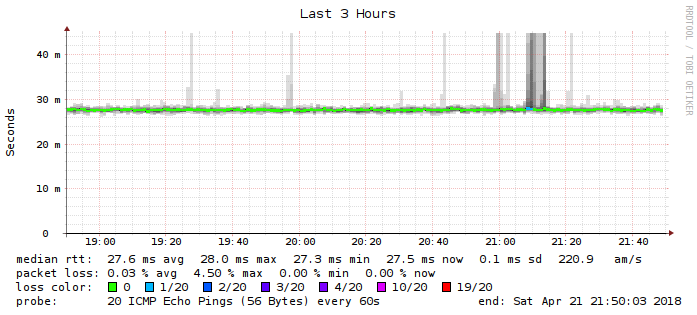 Last 3 Hours
RRDTOOL / TOBI OETIKER
Seconds
40 m
30 m
20 m
10 m
0
19:00 19:20 19:40 20:00 20:20 20:40 21:00 21:20 21:40
median rtt: 27.6 ms avg 28.0 ms max 27.3 ms min 27.5 ms now 0.1 ms sd 220.9 am/s
packet loss: 0.03 % avg 4.50 % max 0.00 % min 0.00 % now
loss color: 0 1/20 2/20 3/20 4/20 10/20 19/20
probe: 20 ICMP Echo Pings (56 Bytes) every 60s end: Sat Apr 21 21:50:03 2018